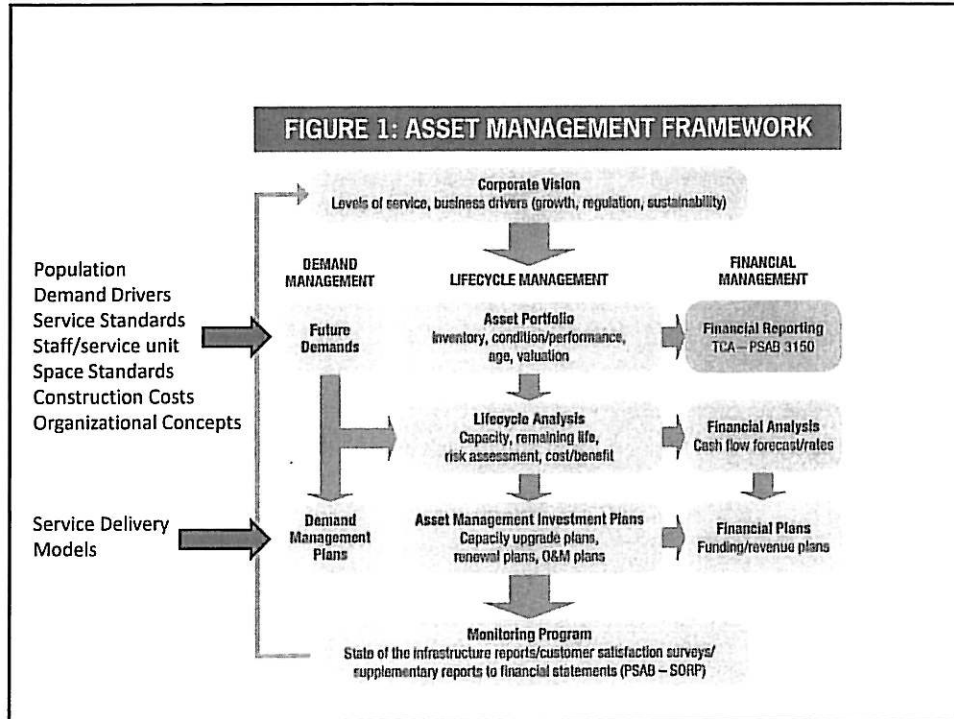 FIGURE 1: ASSET MANAGEMENT FRAMEWORK
Corporate Vision
Levels of service, business drivers (growth, regulation, sustainability)
Population
Demand Drivers
Service Standards
Staff/service unit
Space Standards
Construction Costs
Organizational Concepts
Service Delivery
Models
DEMAND
MANAGEMENT
Future
Demands
Demand
Management
Plans
LIFECYCLE MANAGEMENT
Asset Portfolio
Inventory, condition/performance,
age, valuation
Lifecycle Analysis
Capacity, remaining life,
risk assessment, cost/benefit
Asset Management Investment Plans
Capacity upgrade plans,
renewal plans, O&M plans
FINANCIAL
MANAGEMENT
Financial Reporting
TCA – PSAB 3150
Financial Analysis
Cash flow forecast/rates
Financial Plans
Funding/revenue plans
Monitoring Program
State of the infrastructure reports/customer satisfaction surveys/
supplementary reports to financial statements (PSAB – SORP)